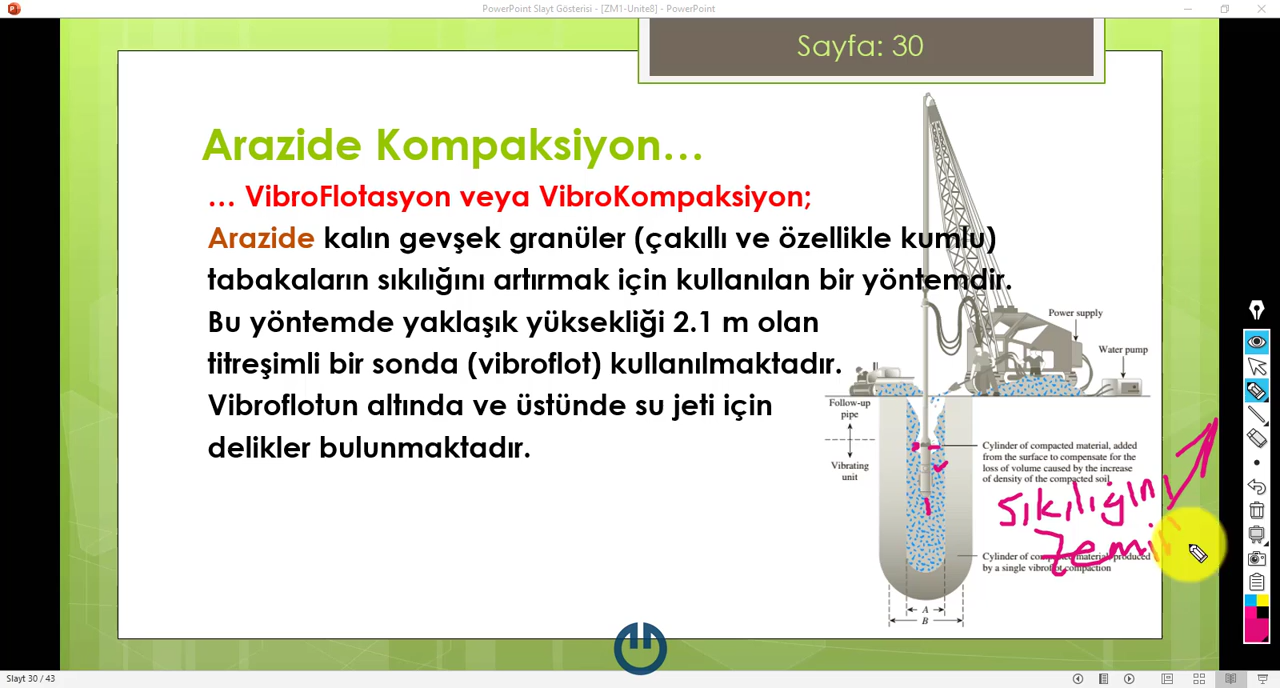 PowerPoint Slayt Gösterisi - [ZM1-Unite8] - PowerPoint
Sayfa: 30
Arazide Kompaksiyon...
... VibroFlotasyon veya VibroKompaksiyon;
Arazide kalın gevşek granüler (çakıllı ve özellikle kumlu)
tabakaların sıkılığını artırmak için kullanılan bir yöntemdir.
Bu yöntemde yaklaşık yüksekliği 2.1 m olan
titreşimli bir sonda (vibroflot) kullanılmaktadır.
Vibroflotun altında ve üstünde su jeti için
delikler bulunmaktadır.
Power supply
Water pump
Follow-up
pipe
Vibrating
unit
Cylinder of compacted material, added
from the surface to compensate for the
loss of volume caused by the increase
of density of the compacted soil
sıkılığını
zemin
Cylinder of compacted material, produced
by a single vibroflot compaction
A
B
Slayt 30 / 43